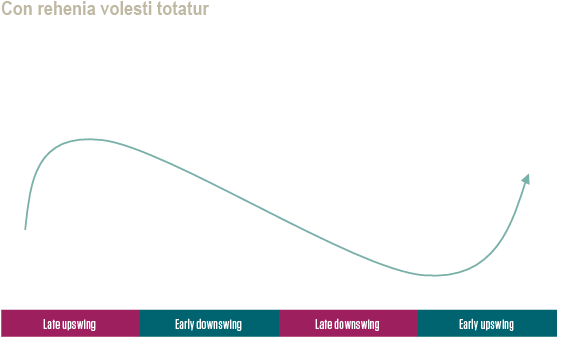 Con rehenia volesti totatur
Late upswing
Early downswing
Late downswing
Early upswing